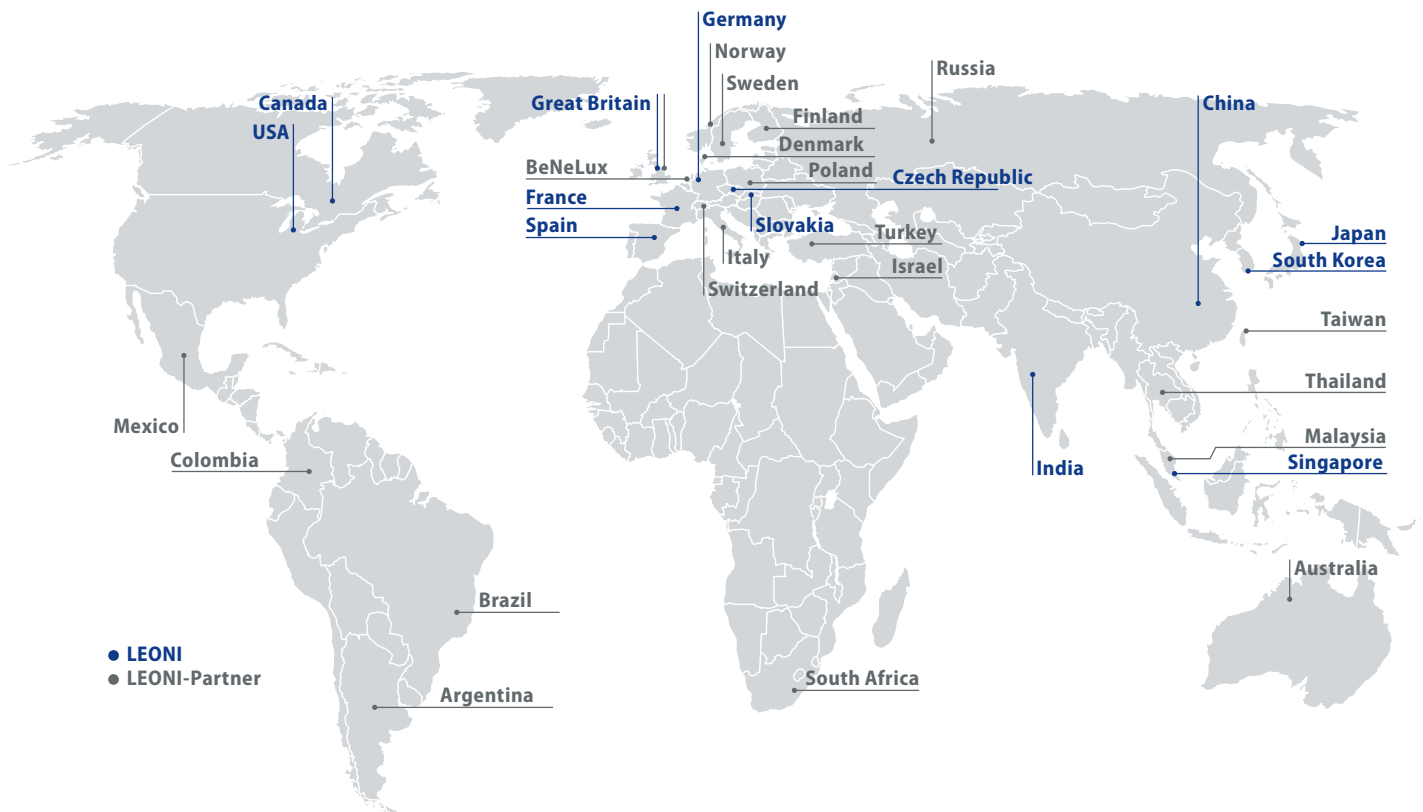 Germany
Norway
Russia
Sweden
Canada
Great Britain
China
USA
Finland
Denmark
BeNeLux
Poland
Czech Republic
France
Spain
Slovakia
Turkey
Japan
Italy
Israel
South Korea
Switzerland
Taiwan
Thailand
Mexico
Malaysia
Colombia
Singapore
India
Australia
Brazil
LEONI
LEONI-Partner
South Africa
Argentina